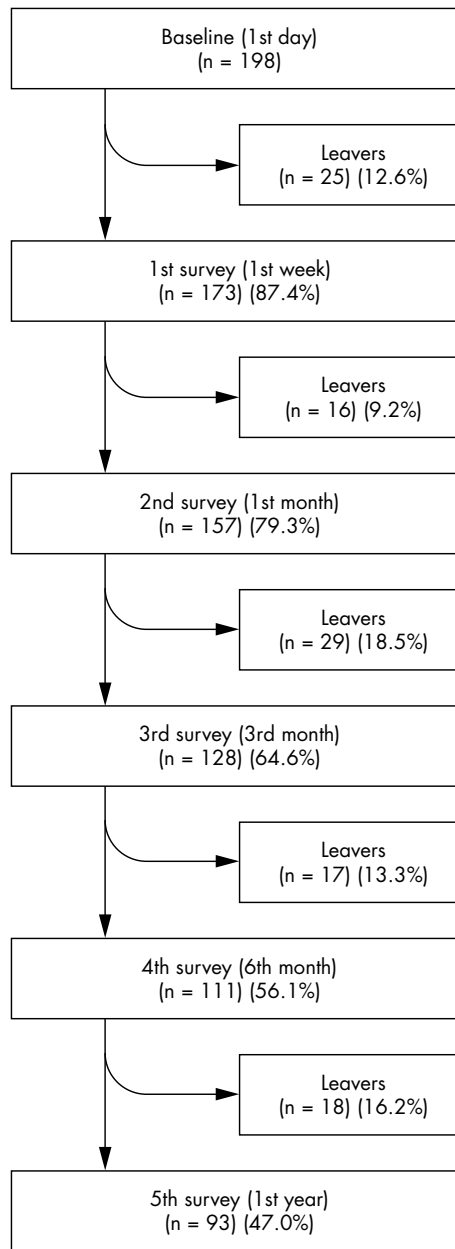 Baseline (1st day)
(n = 198)
Leavers
(n = 25) (12.6%)
1st survey (1st week)
(n = 173) (87.4%)
Leavers
(n = 16) (9.2%)
2nd survey (1st month)
(n = 157) (79.3%)
Leavers
(n = 29) (18.5%)
3rd survey (3rd month)
(n = 128) (64.6%)
Leavers
(n = 17) (13.3%)
4th survey (6th month)
(n = 111) (56.1%)
Leavers
(n = 18) (16.2%)
5th survey (1st year)
(n = 93) (47.0%)